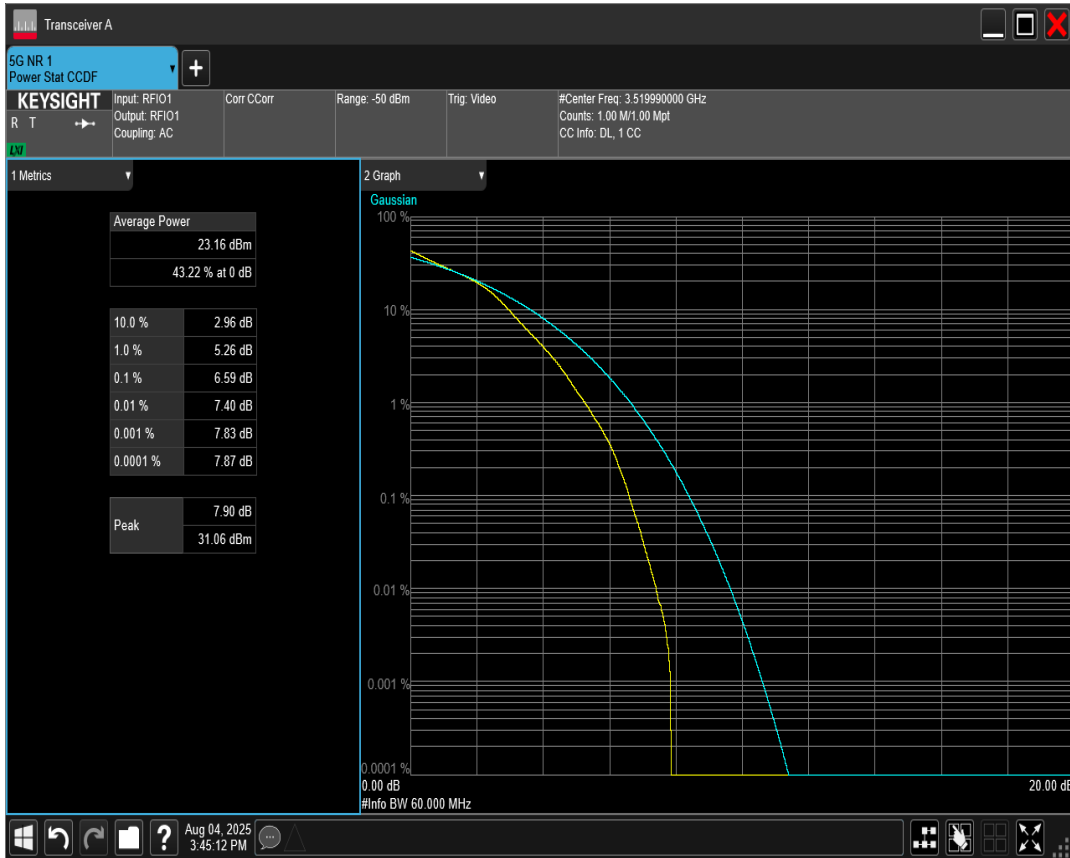 Transceiver A
5G NR 1
Power Stat CCDF
KEYSIGHT
R T
LXI
Input: RFIO1
Output: RFIO1
Coupling: AC
Corr CCorr
Range: -50 dBm
Trig: Video
#Center Freq: 3.519990000 GHz
Counts: 1.00 M/1.00 Mpt
CC Info: DL, 1 CC
1 Metrics
Average Power
23.16 dBm
43.22 % at 0 dB
10.0 % 2.96 dB
1.0 % 5.26 dB
0.1 % 6.59 dB
0.01 % 7.40 dB
0.001 % 7.83 dB
0.0001 % 7.87 dB
Peak
7.90 dB
31.06 dBm
2 Graph
Gaussian
100 %
10 %
1 %
0.1 %
0.01 %
0.001 %
0.0001 %
0.00 dB
20.00 dB
#Info BW 60.000 MHz
?
Aug 04, 2025
3:45:12 PM